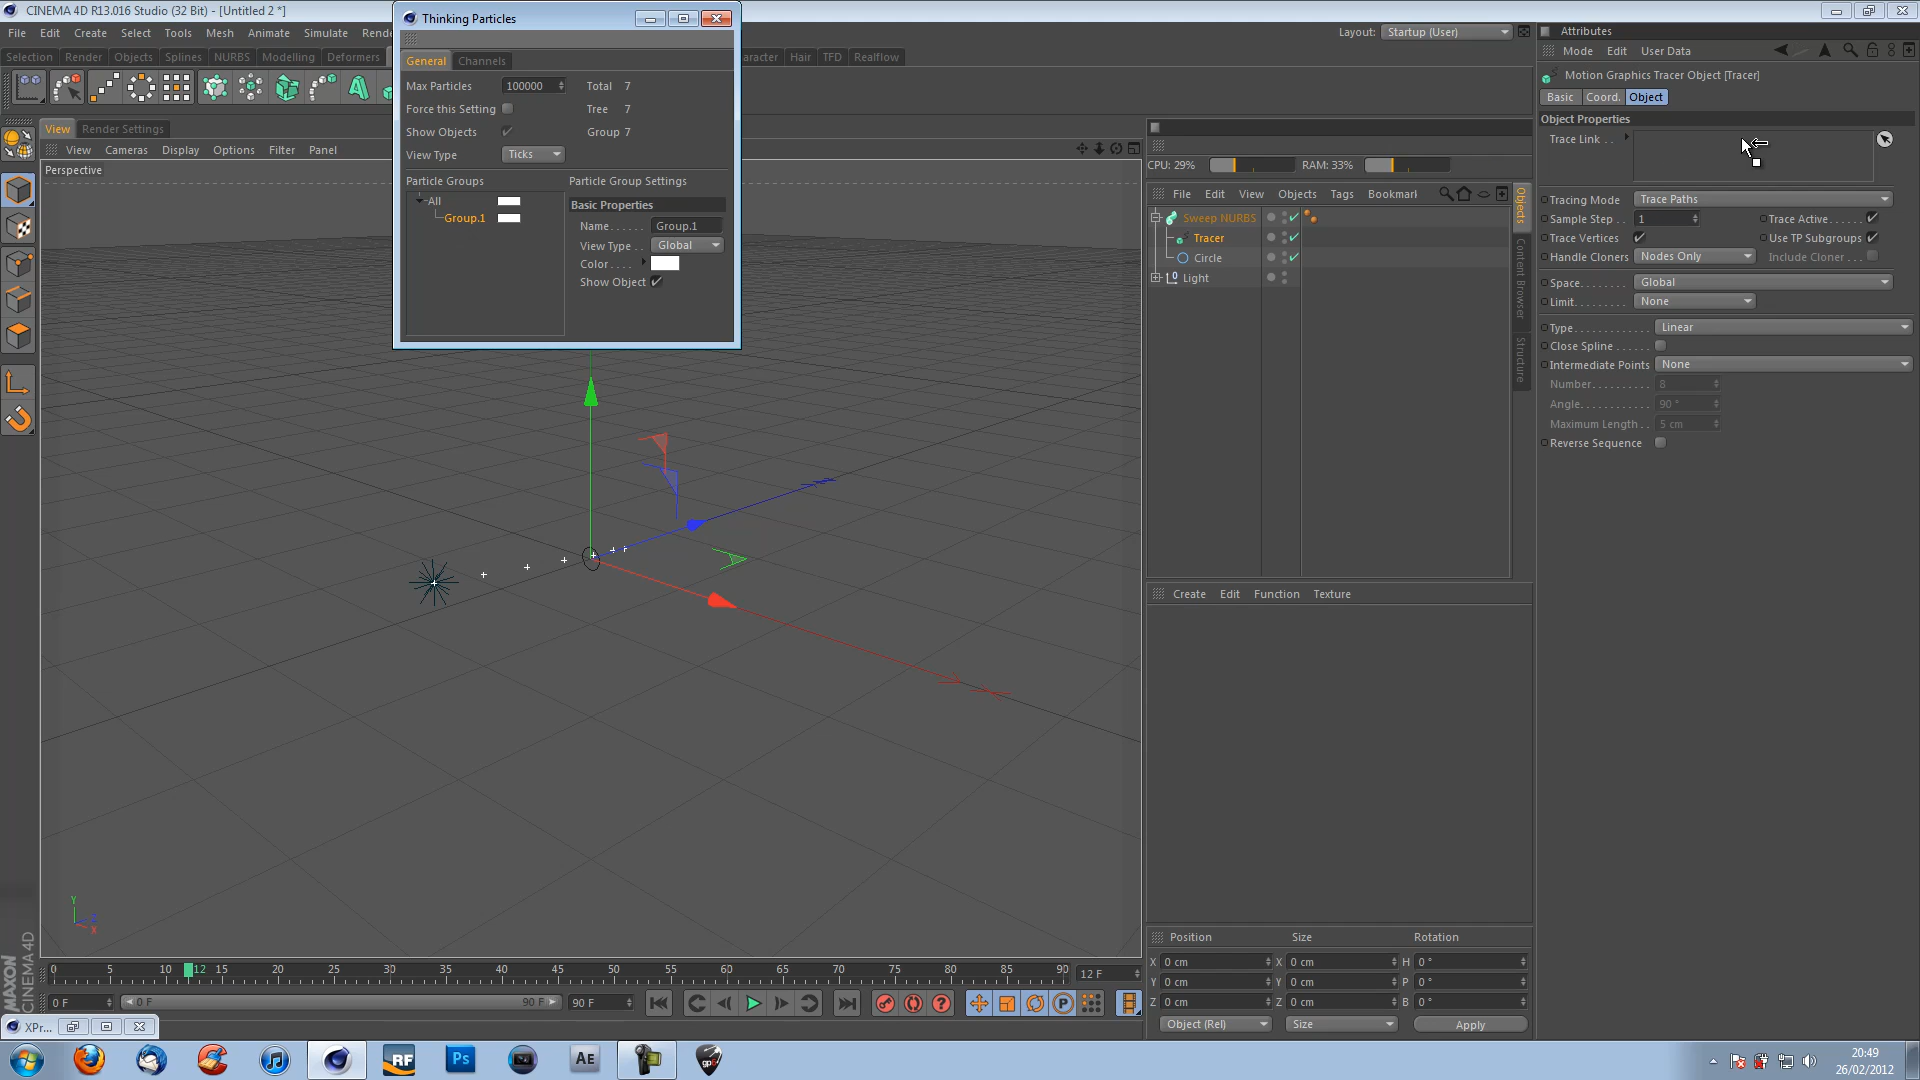 CINEMA 4D R13.016 Studio (32 Bit) - [Untitled 2 *]
File Edit Create Select Tools Mesh Animate Simulate Rende
Selection Render Objects Splines NURBS Modelling Deformers
aracter Hair TFD Realflow
Layout: Startup (User)
View Render Settings
View Cameras Display Options Filter Panel
Perspective
Thinking Particles
General Channels
Max Particles 100000 Total 7
Force this Setting Tree 7
Show Objects Group 7
View Type Ticks
Particle Groups Particle Group Settings
All
Group.1
Basic Properties
Name Group.1
View Type Global
Color
Show Object
CPU: 29% RAM: 33%
File Edit View Objects Tags Bookmark
Sweep NURBS
Tracer
Circle
Light
Objects
Content Browser
Structure
Create Edit Function Texture
Attributes
Mode Edit User Data
Motion Graphics Tracer Object [Tracer]
Basic Coord. Object
Object Properties
Trace Link
Tracing Mode Trace Paths
Sample Step 1 Trace Active
Trace Vertices Use TP Subgroups
Handle Cloners Nodes Only Include Cloner
Space Global
Limit None
Type Linear
Close Spline
Intermediate Points None
Number 8
Angle 90 °
Maximum Length 5 cm
Reverse Sequence
Y
Z
X
MAXON
CINEMA 4D
0 5 10 12 15 20 25 30 35 40 45 50 55 60 65 70 75 80 85 90 12 F
0 F 0 F 90 F 90 F
Position Size Rotation
X 0 cm X 0 cm H 0 °
Y 0 cm Y 0 cm P 0 °
Z 0 cm Z 0 cm B 0 °
Object (Rel) Size Apply
XPr...
RF Ps Ae gp6
20:49
26/02/2012